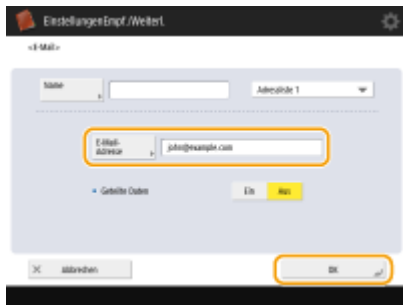 Einstellungen Empf./Weiterl.
<E-Mail>
Name
Adressliste 1
E-Mail-
Adresse
john@example.com
Geteilte Daten
Ein
Aus
Abbrechen
OK